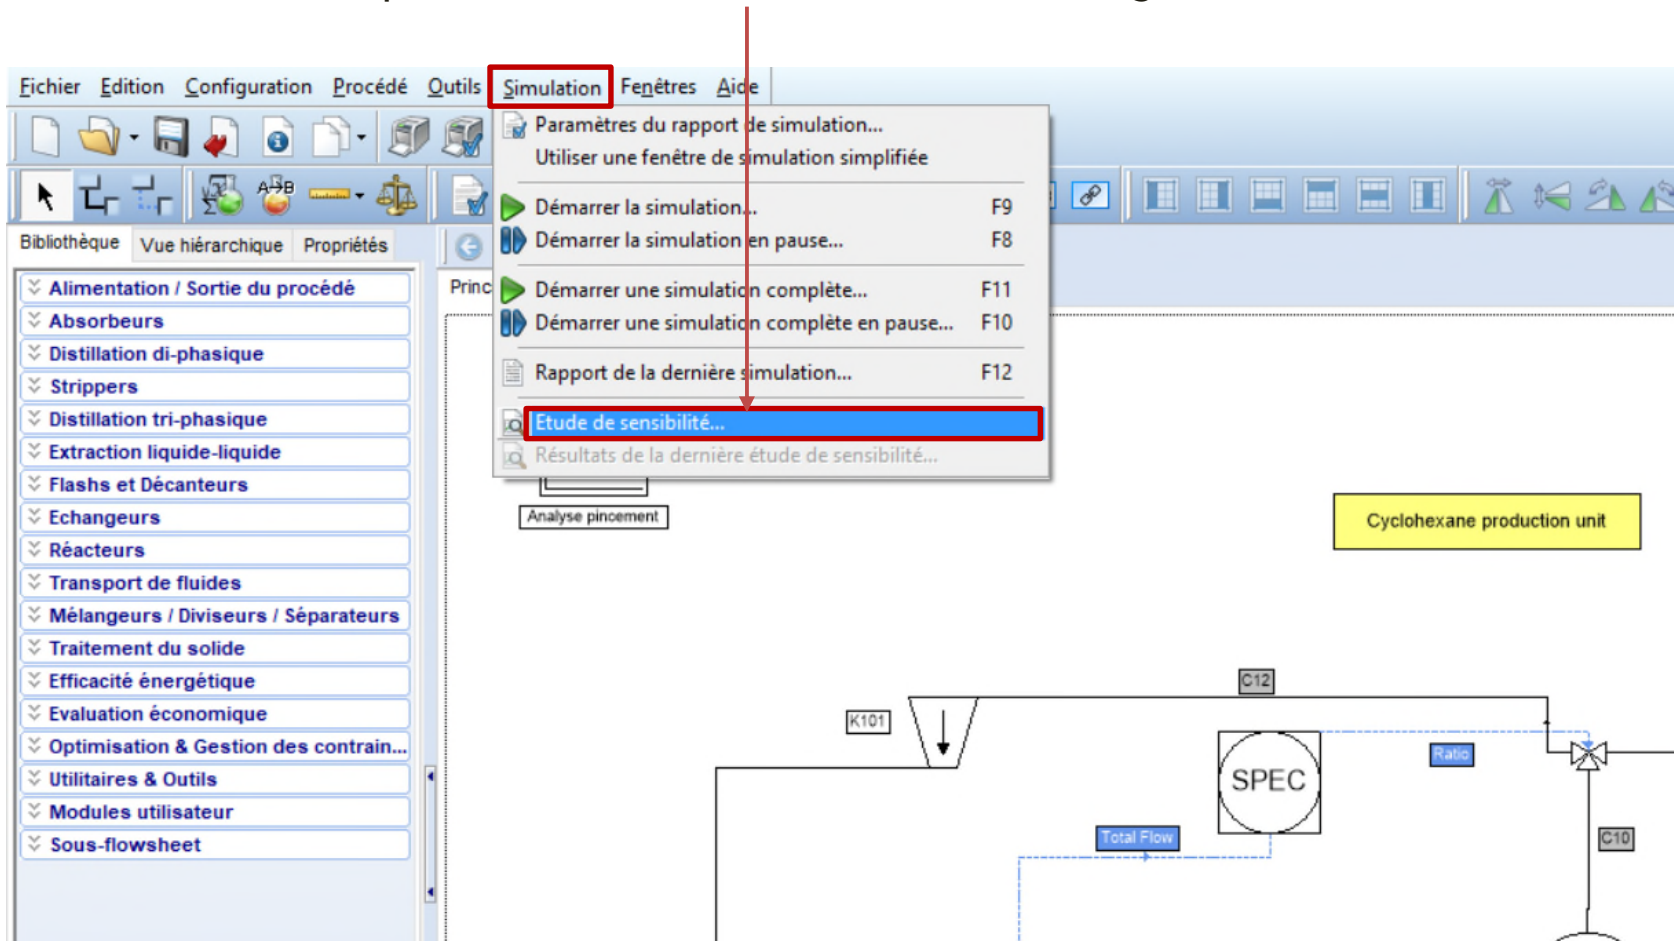 Fichier Edition Configuration Procédé Outils Simulation Fenêtres Aide
Paramètres du rapport de simulation...
Utiliser une fenêtre de simulation simplifiée
A→B
Démarrer la simulation... F9
Démarrer la simulation en pause... F8
Démarrer une simulation complète... F11
Démarrer une simulation complète en pause... F10
Rapport de la dernière simulation... F12
Etude de sensibilité...
Résultats de la dernière étude de sensibilité...
Bibliothèque Vue hiérarchique Propriétés
Princ
Alimentation / Sortie du procédé
Absorbeurs
Distillation di-phasique
Strippers
Distillation tri-phasique
Extraction liquide-liquide
Flashs et Décanteurs
Echangeurs
Réacteurs
Transport de fluides
Mélangeurs / Diviseurs / Séparateurs
Traitement du solide
Efficacité énergétique
Evaluation économique
Optimisation & Gestion des contrain...
Utilitaires & Outils
Modules utilisateur
Sous-flowsheet
Analyse pincement
Cyclohexane production unit
C12
K101
Ratio
SPEC
Total Flow
C10